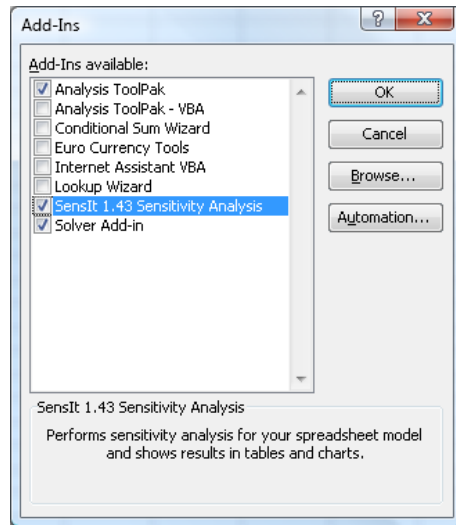 Add-Ins
?
X
Add-Ins available:
Analysis ToolPak
Analysis ToolPak - VBA
Conditional Sum Wizard
Euro Currency Tools
Internet Assistant VBA
Lookup Wizard
SensIt 1.43 Sensitivity Analysis
Solver Add-in
OK
Cancel
Browse...
Automation...
SensIt 1.43 Sensitivity Analysis
Performs sensitivity analysis for your spreadsheet model
and shows results in tables and charts.